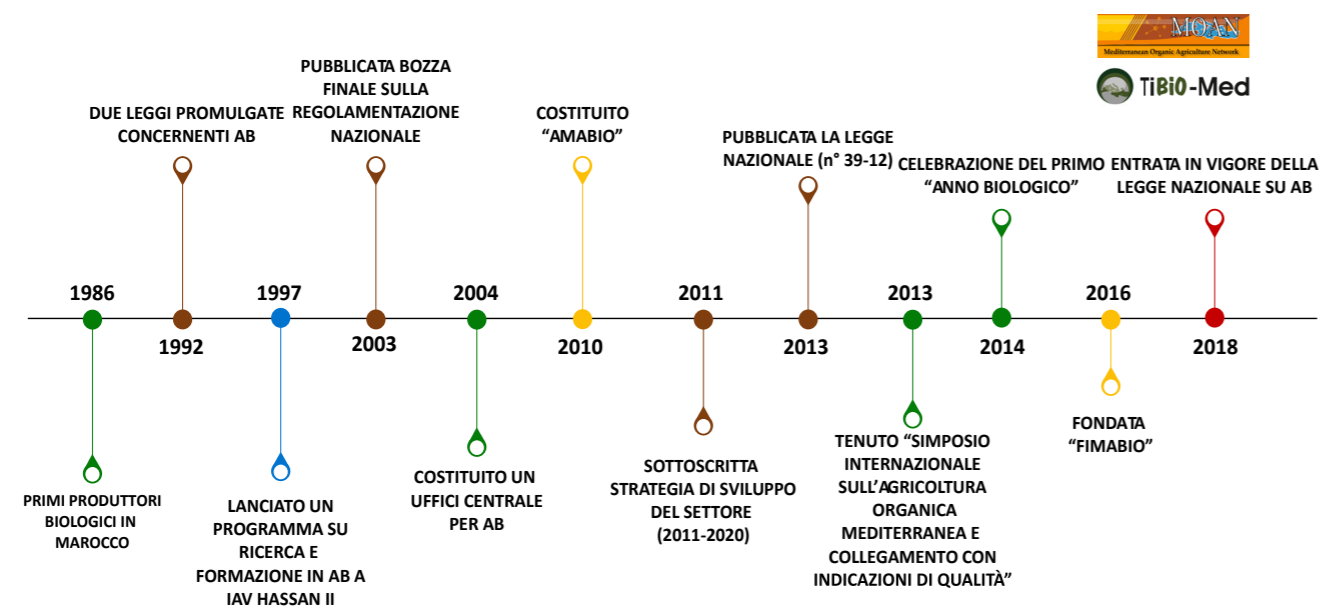 MOAN
Mediterranean Organic Agriculture Network
TiBiO-Med
PUBBLICATA BOZZA
FINALE SULLA
REGOLAMENTAZIONE
NAZIONALE
DUE LEGGI PROMULGATE
CONCERNENTI AB
COSTITUITO
“AMABIO”
PUBBLICATA LA LEGGE
NAZIONALE (n° 39-12)
CELEBRAZIONE DEL PRIMO
“ANNO BIOLOGICO”
ENTRATA IN VIGORE DELLA
LEGGE NAZIONALE SU AB
1986
1992
1997
2003
2004
2010
2011
2013
2013
2014
2016
2018
PRIMI PRODUTTORI
BIOLOGICI IN
MAROCCO
LANCIATO UN
PROGRAMMA SU
RICERCA E
FORMAZIONE IN AB A
IAV HASSAN II
COSTITUITO UN
UFFICI CENTRALE
PER AB
SOTTOSCRITTA
STRATEGIA DI SVILUPPO
DEL SETTORE
(2011-2020)
TENUTO “SIMPOSIO
INTERNAZIONALE
SULL’AGRICOLTURA
ORGANICA
MEDITERRANEA E
COLLEGAMENTO CON
INDICAZIONI DI QUALITÀ”
FONDATA
“FIMABIO”